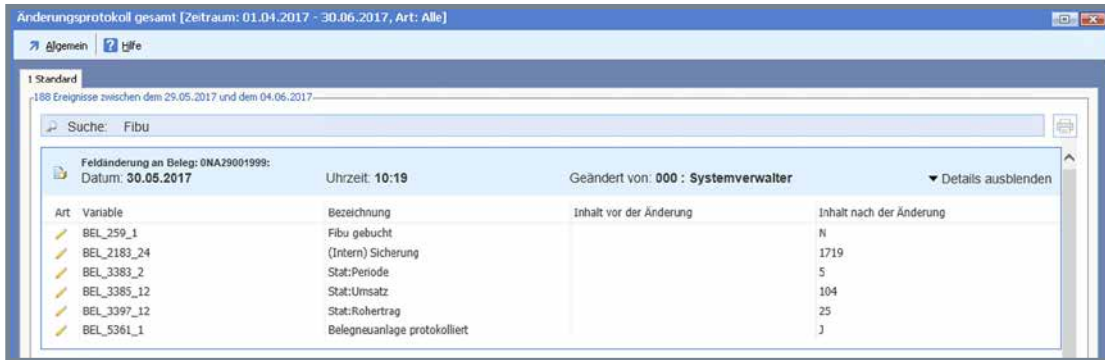 Änderungsprotokoll gesamt [Zeitraum: 01.04.2017 - 30.06.2017, Art: Alle]
Algemein Hilfe
1 Standard
188 Ereignisse zwischen dem 29.05.2017 und dem 04.06.2017
Suche: Fibu
Feldänderung an Beleg: 0NA29001999:
Datum: 30.05.2017 Uhrzeit: 10:19 Geändert von: 000 : Systemverwalter Details ausblenden
Art Variable Bezeichnung Inhalt vor der Änderung Inhalt nach der Änderung
BEL_259_1 Fibu gebucht N
BEL_2183_24 (Intern) Sicherung 1719
BEL_3383_2 Stat:Periode 5
BEL_3385_12 Stat:Umsatz 104
BEL_3397_12 Stat:Rohertrag 25
BEL_5361_1 Belegneuanlage protokolliert J